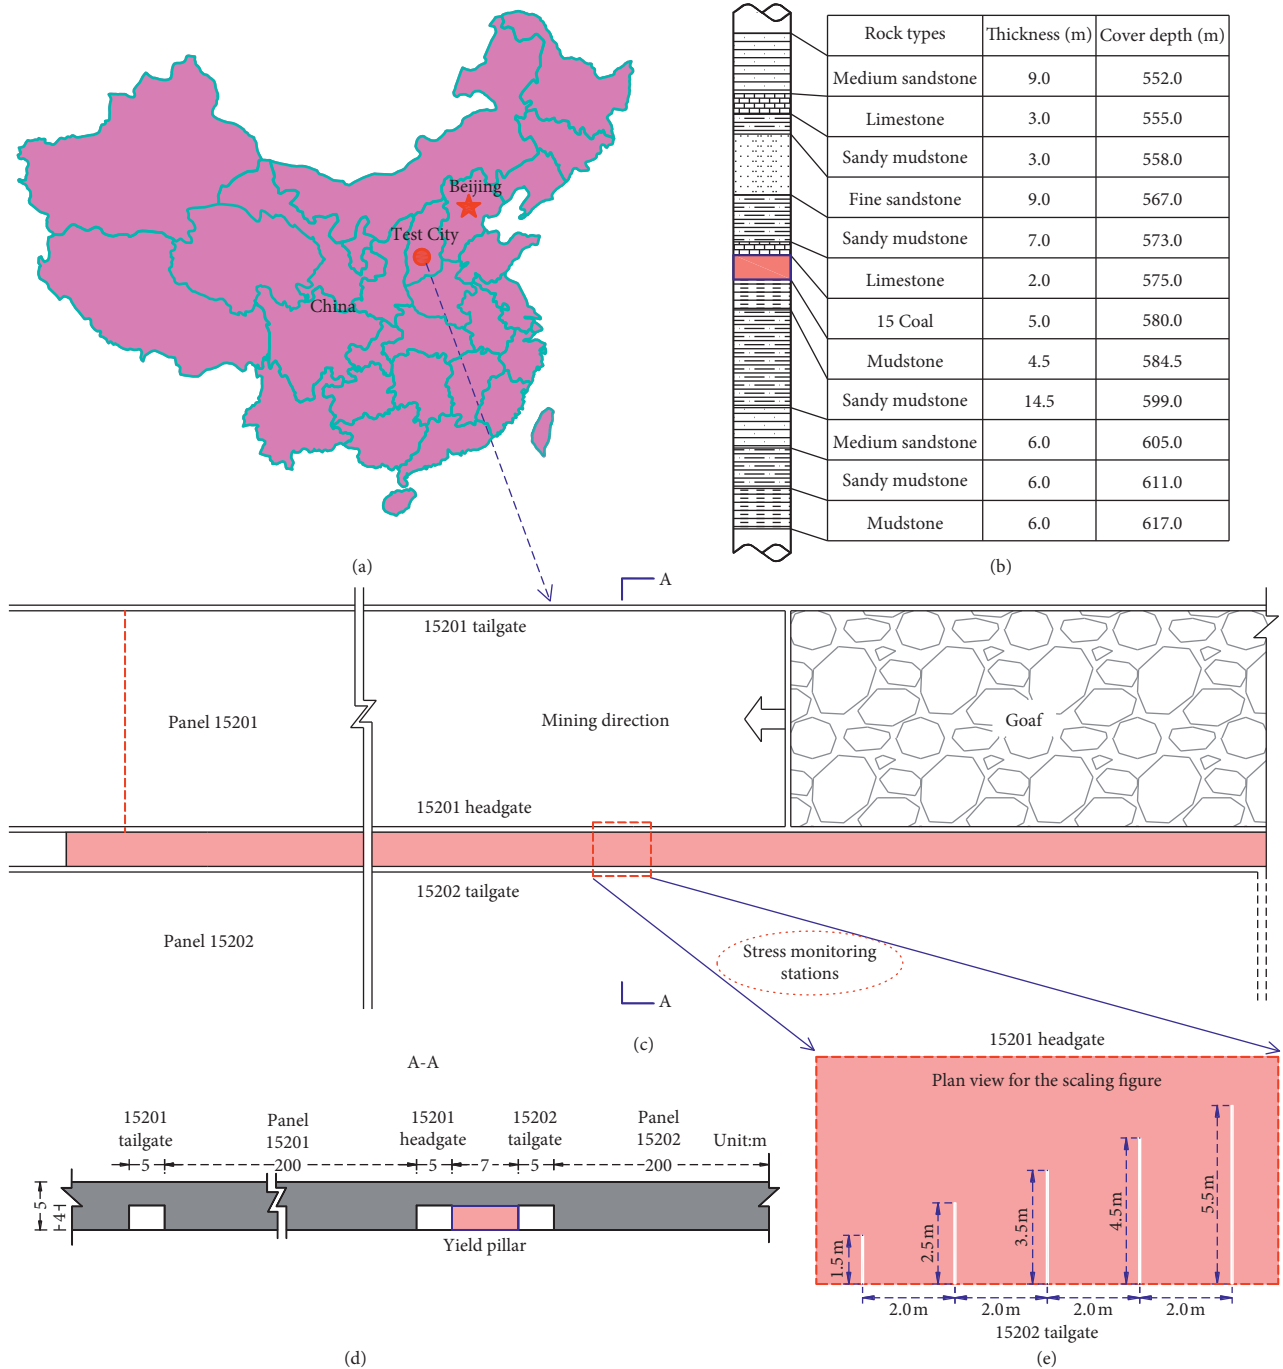 Beijing
Test City
China
(a)
Rock types Thickness (m) Cover depth (m)
Medium sandstone 9.0 552.0
Limestone 3.0 555.0
Sandy mudstone 3.0 558.0
Fine sandstone 9.0 567.0
Sandy mudstone 7.0 573.0
Limestone 2.0 575.0
15 Coal 5.0 580.0
Mudstone 4.5 584.5
Sandy mudstone 14.5 599.0
Medium sandstone 6.0 605.0
Sandy mudstone 6.0 611.0
Mudstone 6.0 617.0
(b)
A
15201 tailgate
Panel 15201
Mining direction
Goaf
15201 headgate
15202 tailgate
Panel 15202
Stress monitoring
stations
A
(c)
A-A
15201
tailgate
Panel
15201
15201
headgate
15202
tailgate
Panel
15202
Unit:m
5
200
5
7
5
200
5
4
Yield pillar
(d)
15201 headgate
Plan view for the scaling figure
1.5 m
2.5 m
3.5 m
4.5 m
5.5 m
2.0 m
2.0 m
2.0 m
2.0 m
15202 tailgate
(e)